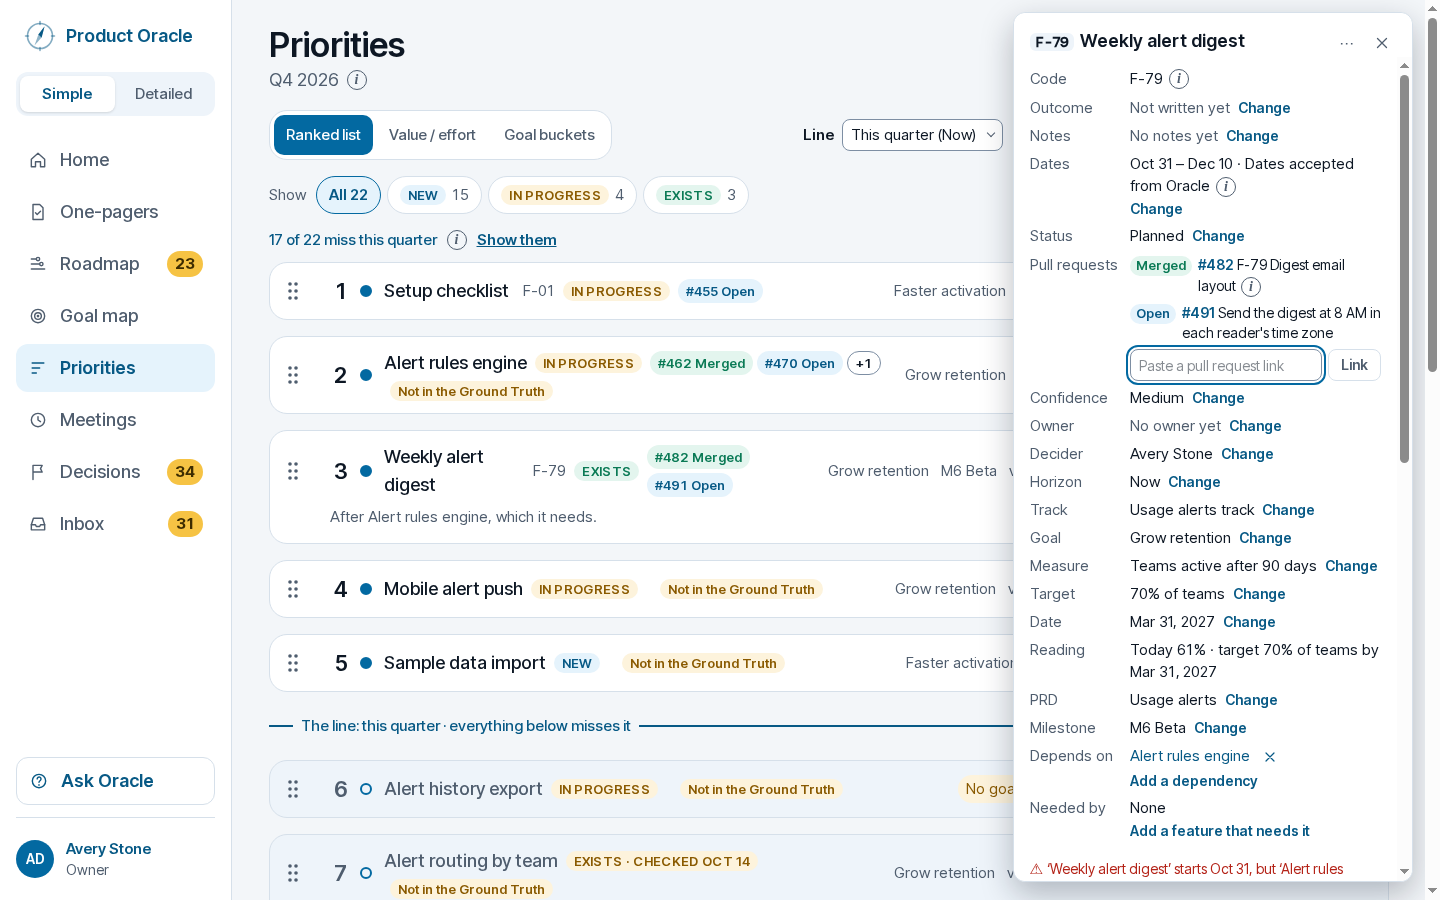 Product Oracle
Simple
Detailed
Home
One-pagers
Roadmap 23
Goal map
Priorities
Meetings
Decisions 34
Inbox 31
Ask Oracle
AD
Avery Stone
Owner
Priorities
Q4 2026 i
Ranked list
Value / effort
Goal buckets
Line This quarter (Now)
Show
All 22
NEW 15
IN PROGRESS 4
EXISTS 3
17 of 22 miss this quarter i Show them
1 Setup checklist F-01 IN PROGRESS #455 Open Faster activation
2 Alert rules engine IN PROGRESS #462 Merged #470 Open +1 Grow retention
Not in the Ground Truth
3 Weekly alert digest F-79 EXISTS #482 Merged #491 Open Grow retention M6 Beta
After Alert rules engine, which it needs.
4 Mobile alert push IN PROGRESS Not in the Ground Truth Grow retention
5 Sample data import NEW Not in the Ground Truth Faster activation
The line: this quarter · everything below misses it
6 Alert history export IN PROGRESS Not in the Ground Truth No goa
7 Alert routing by team EXISTS · CHECKED OCT 14 Grow retention
Not in the Ground Truth
F-79 Weekly alert digest
Code F-79 i
Outcome Not written yet Change
Notes No notes yet Change
Dates Oct 31 – Dec 10 · Dates accepted
from Oracle i
Change
Status Planned Change
Pull requests Merged #482 F-79 Digest email
layout i
Open #491 Send the digest at 8 AM in
each reader's time zone
Paste a pull request link Link
Confidence Medium Change
Owner No owner yet Change
Decider Avery Stone Change
Horizon Now Change
Track Usage alerts track Change
Goal Grow retention Change
Measure Teams active after 90 days Change
Target 70% of teams Change
Date Mar 31, 2027 Change
Reading Today 61% · target 70% of teams by
Mar 31, 2027
PRD Usage alerts Change
Milestone M6 Beta Change
Depends on Alert rules engine
Add a dependency
Needed by None
Add a feature that needs it
⚠ ‘Weekly alert digest’ starts Oct 31, but ‘Alert rules